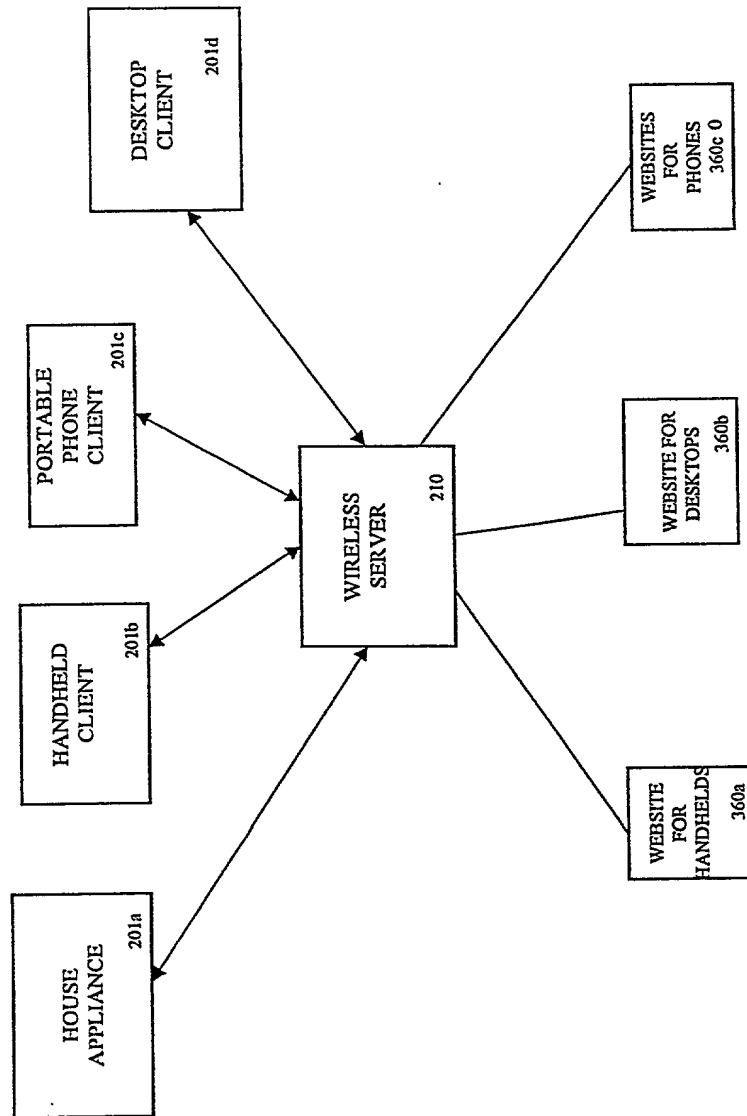 HOUSE
APPLIANCE
201a
HANDHELD
CLIENT
201b
PORTABLE
PHONE
CLIENT
201c
DESKTOP
CLIENT
201d
WIRELESS
SERVER
210
WEBSITE
FOR
HANDHELDS
360a
WEBSITE FOR
DESKTOPS
360b
WEBSITES
FOR
PHONES
360c 0